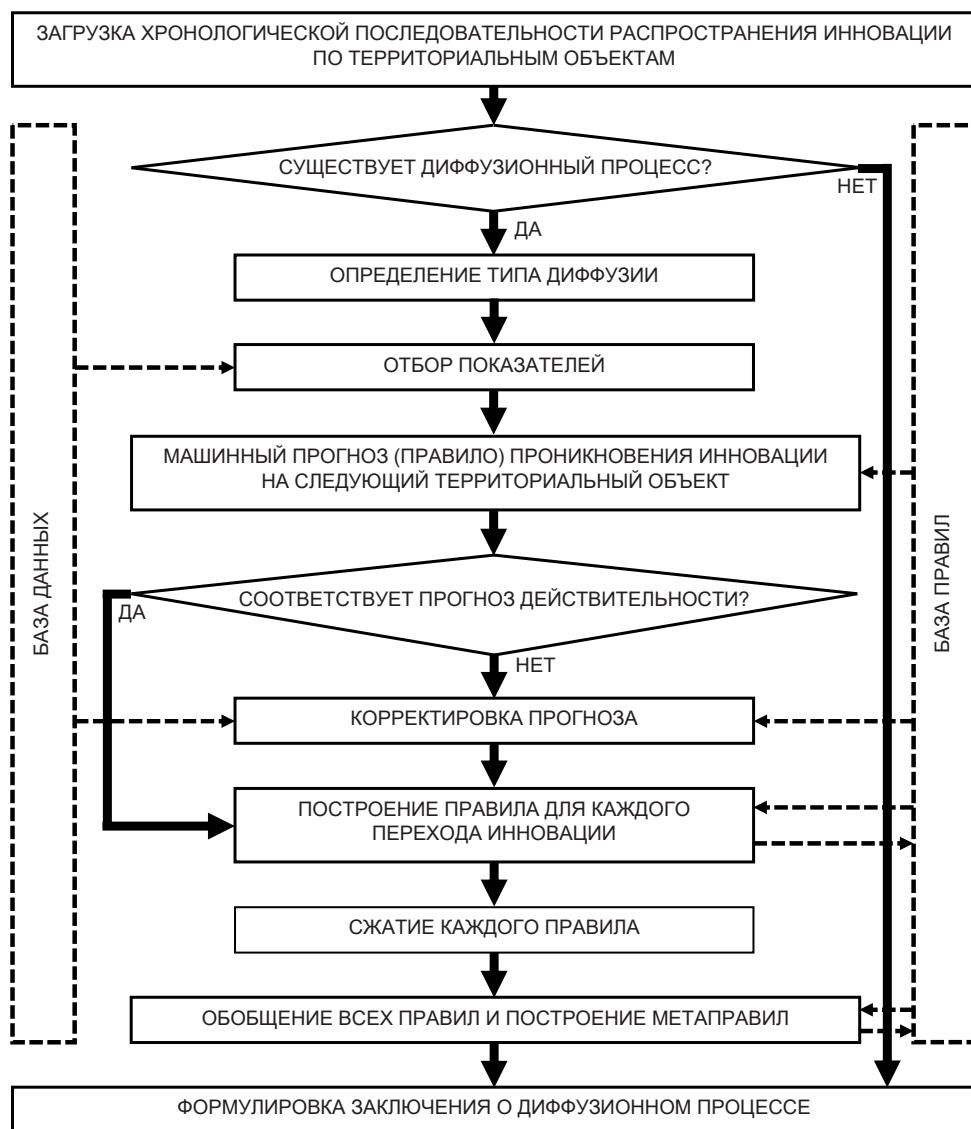 ЗАГРУЗКА ХРОНОЛОГИЧЕСКОЙ ПОСЛЕДОВАТЕЛЬНОСТИ РАСПРОСТРАНЕНИЯ ИННОВАЦИИ
ПО ТЕРРИТОРИАЛЬНЫМ ОБЪЕКТАМ
СУЩЕСТВУЕТ ДИФФУЗИОННЫЙ ПРОЦЕСС?
НЕТ
ДА
ОПРЕДЕЛЕНИЕ ТИПА ДИФФУЗИИ
ОТБОР ПОКАЗАТЕЛЕЙ
МАШИННЫЙ ПРОГНОЗ (ПРАВИЛО) ПРОНИКНОВЕНИЯ ИННОВАЦИИ
НА СЛЕДУЮЩИЙ ТЕРРИТОРИАЛЬНЫЙ ОБЪЕКТ
БАЗА ДАННЫХ
БАЗА ПРАВИЛ
СООТВЕТСТВУЕТ ПРОГНОЗ ДЕЙСТВИТЕЛЬНОСТИ?
ДА
НЕТ
КОРРЕКТИРОВКА ПРОГНОЗА
ПОСТРОЕНИЕ ПРАВИЛА ДЛЯ КАЖДОГО
ПЕРЕХОДА ИННОВАЦИИ
СЖАТИЕ КАЖДОГО ПРАВИЛА
ОБОБЩЕНИЕ ВСЕХ ПРАВИЛ И ПОСТРОЕНИЕ МЕТАПРАВИЛ
ФОРМУЛИРОВКА ЗАКЛЮЧЕНИЯ О ДИФФУЗИОННОМ ПРОЦЕССЕ